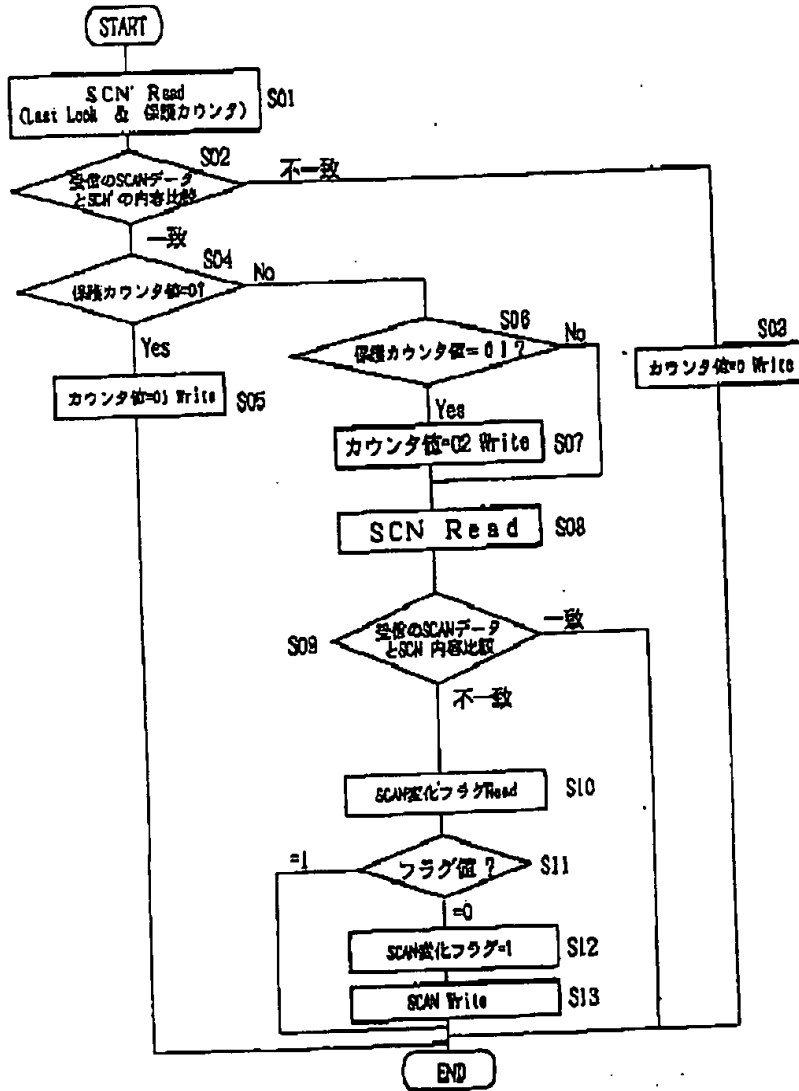 START
SCN' Read
(Last Look & 保護カウンタ)
S01
S02
受信のSCANデータ
とSCN'の内容比較
不一致
一致
S04
保護カウンタ値=0?
No
Yes
S06
保護カウンタ値=01?
No
S03
カウンタ値=0 Write
カウンタ値=01 Write
S05
Yes
カウンタ値=02 Write
S07
SCN Read
S08
受信のSCANデータ
とSCN 内容比較
S09
一致
不一致
SCAN変化フラグRead
S10
フラグ値?
S11
=1
=0
SCAN変化フラグ=1
S12
SCAN Write
S13
END